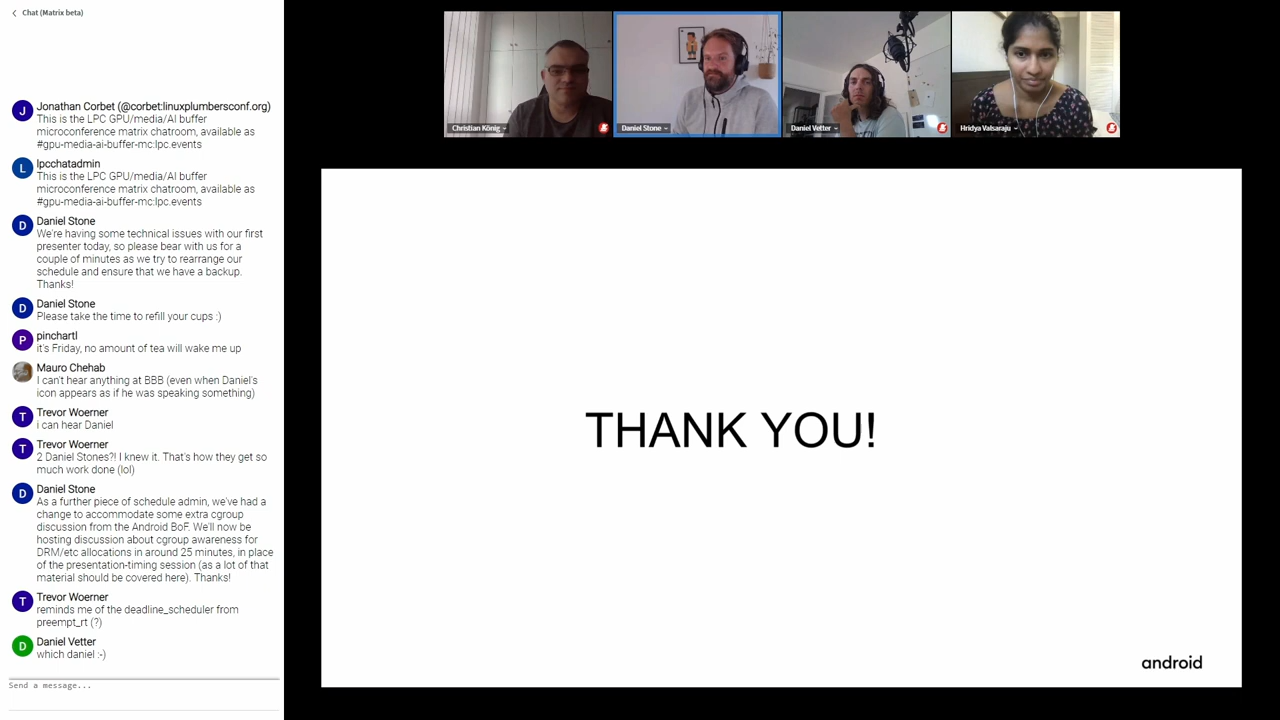 Chat (Matrix beta)
Jonathan Corbet (@corbet:linuxplumbersconf.org)
This is the LPC GPU/media/AI buffer
microconference matrix chatroom, available as
#gpu-media-ai-buffer-mc:lpc.events
lpcchatadmin
This is the LPC GPU/media/AI buffer
microconference matrix chatroom, available as
#gpu-media-ai-buffer-mc:lpc.events
Daniel Stone
We're having some technical issues with our first
presenter today, so please bear with us for a
couple of minutes as we try to rearrange our
schedule and ensure that we have a backup.
Thanks!
Daniel Stone
Please take the time to refill your cups :)
pinchartl
it's Friday, no amount of tea will wake me up
Mauro Chehab
I can't hear anything at BBB (even when Daniel's
icon appears as if he was speaking something)
Trevor Woerner
i can hear Daniel
Trevor Woerner
2 Daniel Stones?! I knew it. That's how they get so
much work done (lol)
Daniel Stone
As a further piece of schedule admin, we've had a
change to accommodate some extra cgroup
discussion from the Android BoF. We'll now be
hosting discussion about cgroup awareness for
DRM/etc allocations in around 25 minutes, in place
of the presentation-timing session (as a lot of that
material should be covered here). Thanks!
Trevor Woerner
reminds me of the deadline_scheduler from
preempt_rt (?)
Daniel Vetter
which daniel :-)
Send a message...
Christian König
Daniel Stone
Daniel Vetter
Hridya Valsaraju
THANK YOU!
android